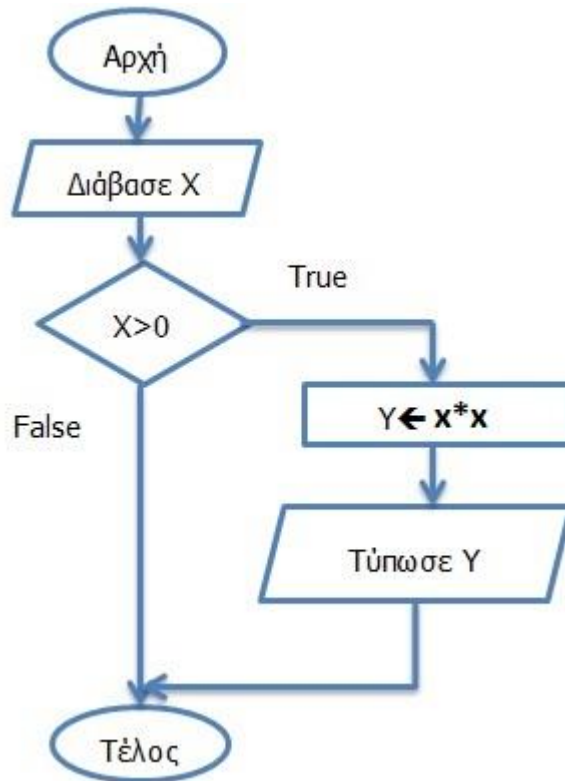 Αρχή
Διάβασε Χ
Χ>0
True
False
Υ← x*x
Τύπωσε Υ
Τέλος